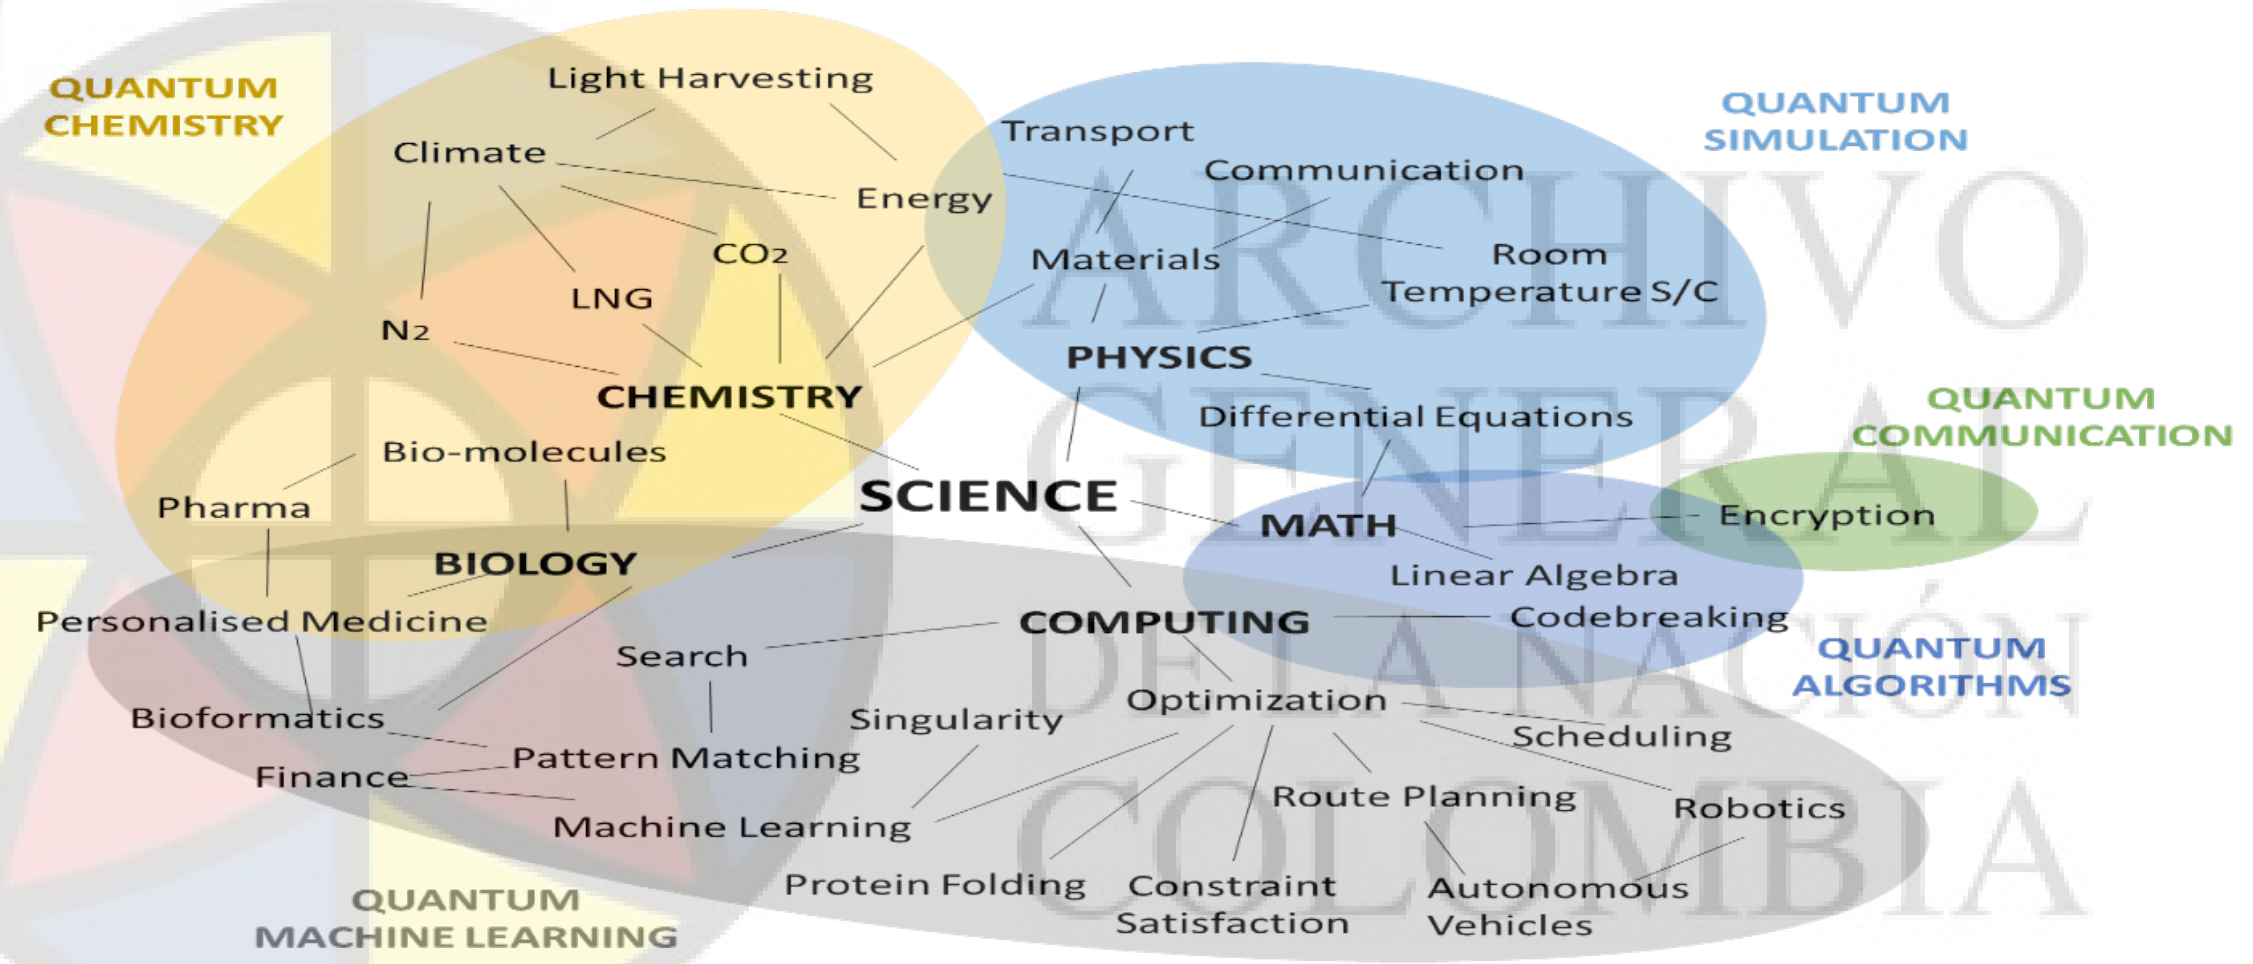 QUANTUM
CHEMISTRY
Light Harvesting
Climate
Energy
CO2
LNG
N2
CHEMISTRY
Bio-molecules
Pharma
BIOLOGY
Personalised Medicine
Transport
Communication
Materials
Room
Temperature S/C
PHYSICS
Differential Equations
QUANTUM
SIMULATION
QUANTUM
COMMUNICATION
SCIENCE
MATH
Encryption
Linear Algebra
COMPUTING
Codebreaking
QUANTUM
ALGORITHMS
Search
Bioformatics
Pattern Matching
Finance
Machine Learning
Singularity
Optimization
Scheduling
Route Planning
Robotics
Protein Folding
Constraint
Satisfaction
Autonomous
Vehicles
QUANTUM
MACHINE LEARNING
ARCHIVO
GENERAL
DE LA NACIÓN
COLOMBIA